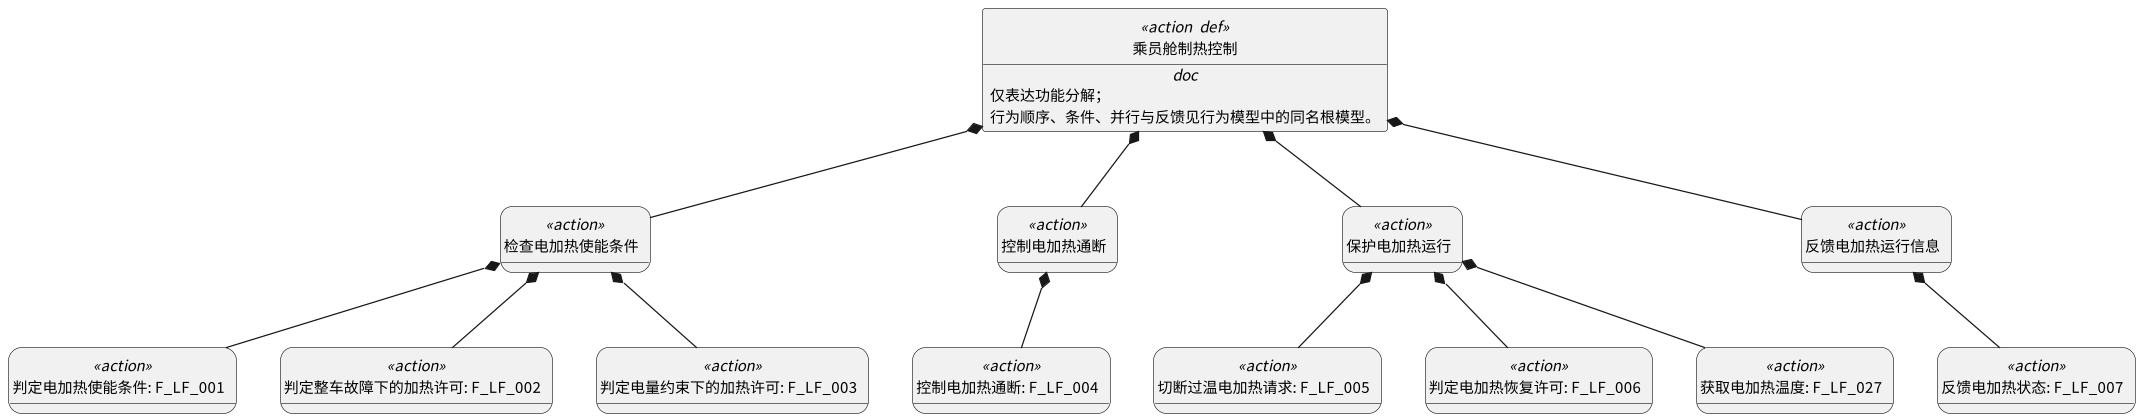 «action def»
乘员舱制热控制
doc
仅表达功能分解；
行为顺序、条件、并行与反馈见行为模型中的同名根模型。
«action»
检查电加热使能条件
«action»
控制电加热通断
«action»
保护电加热运行
«action»
反馈电加热运行信息
«action»
判定电加热使能条件: F_LF_001
«action»
判定整车故障下的加热许可: F_LF_002
«action»
判定电量约束下的加热许可: F_LF_003
«action»
控制电加热通断: F_LF_004
«action»
切断过温电加热请求: F_LF_005
«action»
判定电加热恢复许可: F_LF_006
«action»
获取电加热温度: F_LF_027
«action»
反馈电加热状态: F_LF_007